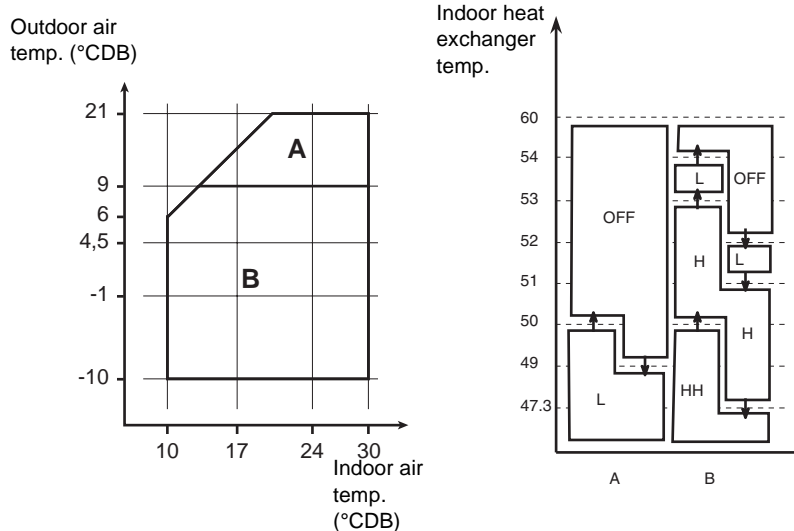 Outdoor air
temp. (°CDB)
21
9
6
4,5
-1
-10
A
B
10 17 24 30
Indoor air
temp.
(°CDB)
Indoor heat
exchanger
temp.
60
54
53
52
51
50
49
47.3
OFF
L
L
OFF
H
L
H
HH
A B